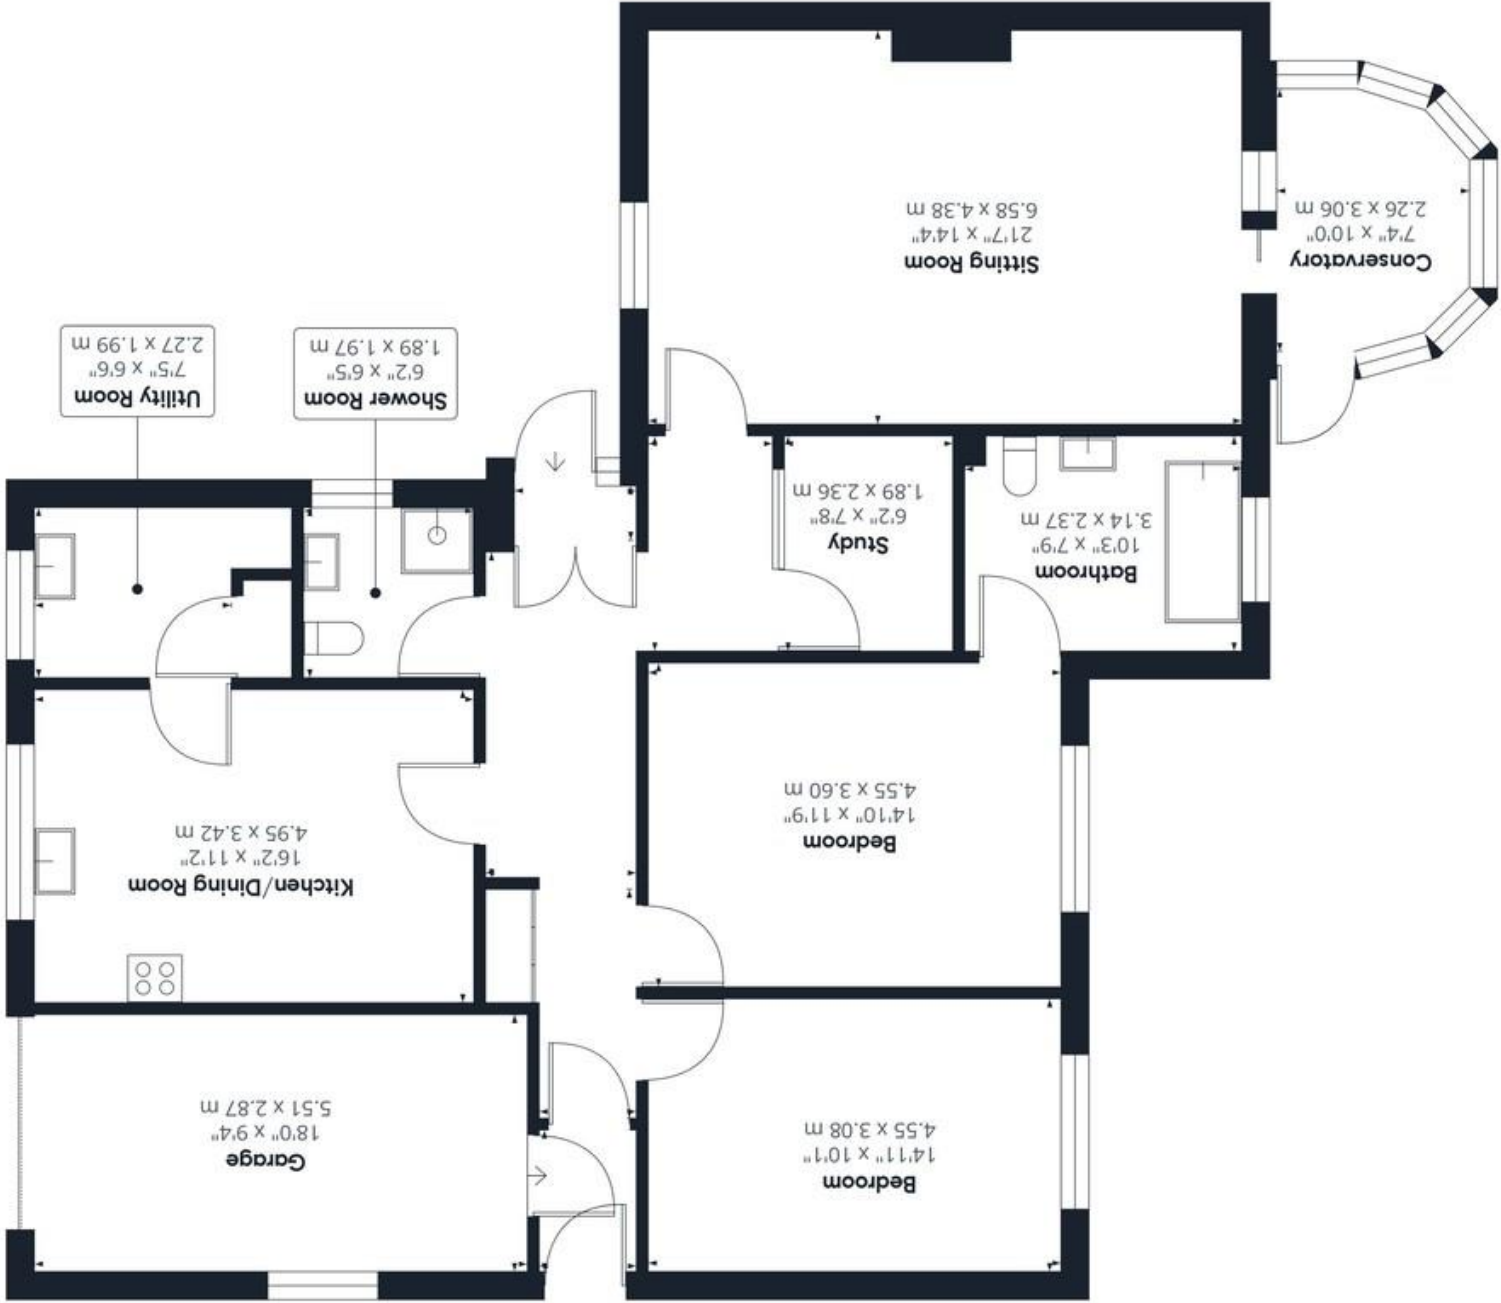 Bedroom
14'11" x 10'1"
4.55 x 3.08 m
Garage
18'0" x 9'4"
5.51 x 2.87 m
Bedroom
14'10" x 11'9"
4.55 x 3.60 m
Kitchen/Dining Room
16'2" x 11'2"
4.95 x 3.42 m
Bathroom
10'3" x 7'9"
3.14 x 2.37 m
Study
6'2" x 7'8"
1.89 x 2.36 m
Shower Room
6'2" x 6'5"
1.89 x 1.97 m
Utility Room
7'5" x 6'6"
2.27 x 1.99 m
Conservatory
7'4" x 10'0"
2.26 x 3.06 m
Sitting Room
21'7" x 14'4"
6.58 x 4.38 m